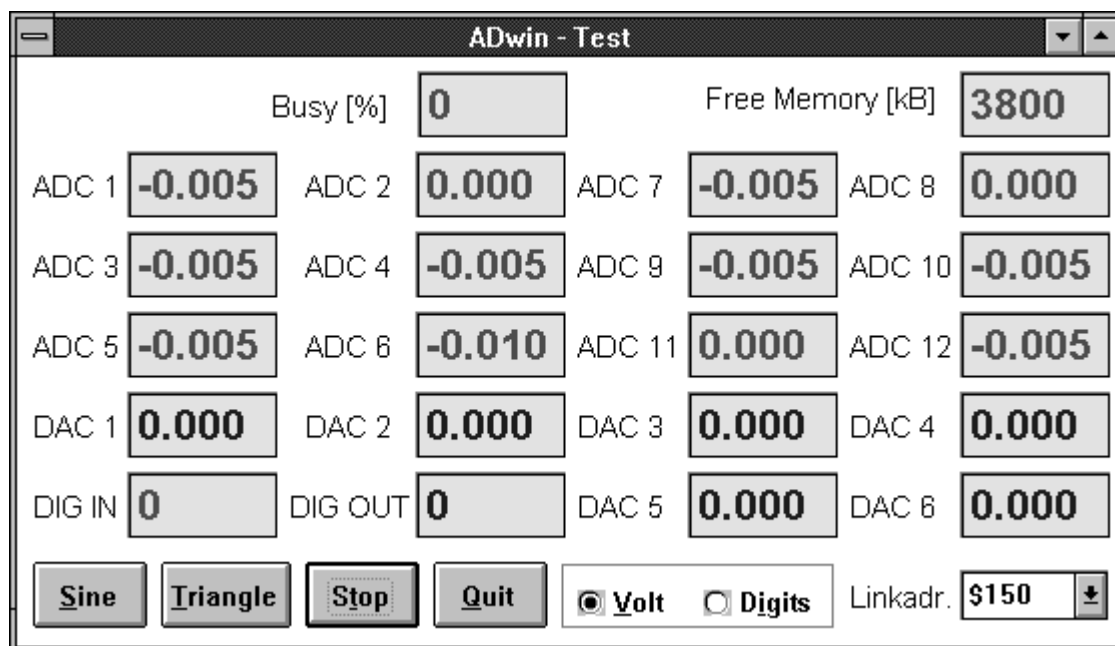 ADwin - Test
Busy [%] 0 Free Memory [kB] 3800
ADC 1 -0.005 ADC 2 0.000 ADC 7 -0.005 ADC 8 0.000
ADC 3 -0.005 ADC 4 -0.005 ADC 9 -0.005 ADC 10 -0.005
ADC 5 -0.005 ADC 6 -0.010 ADC 11 0.000 ADC 12 -0.005
DAC 1 0.000 DAC 2 0.000 DAC 3 0.000 DAC 4 0.000
DIG IN 0 DIG OUT 0 DAC 5 0.000 DAC 6 0.000
Sine Triangle Stop Quit Volt Digits Linkadr. $150